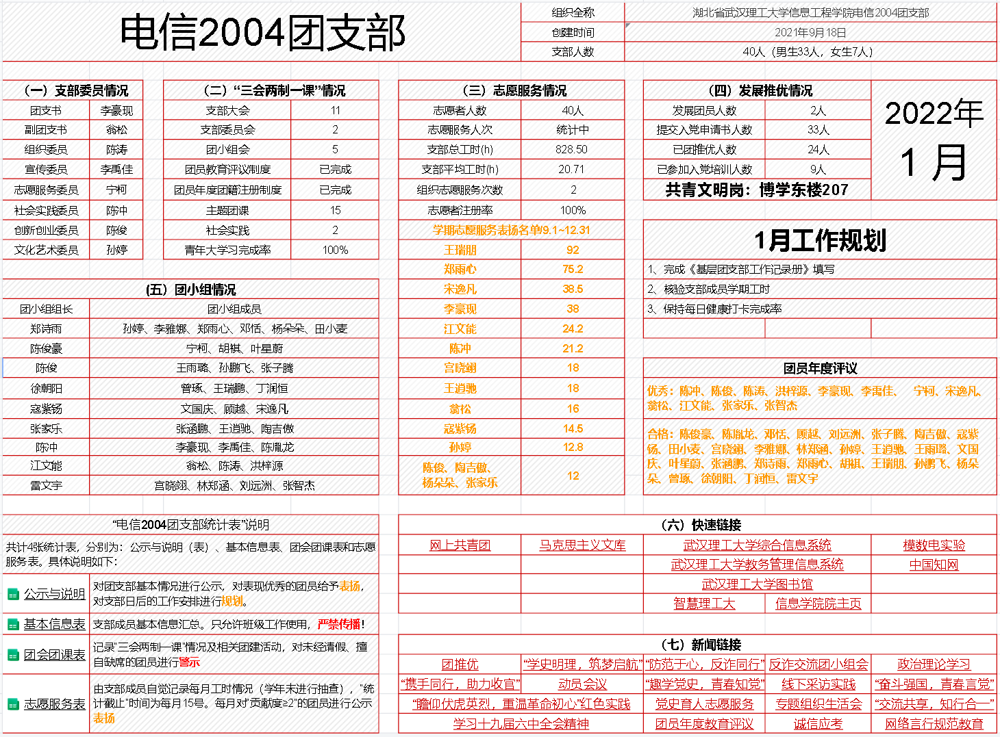 电信2004团支部
组织全称 湖北省武汉理工大学信息工程学院电信2004团支部
创建时间 2021年9月18日
支部人数 40人（男生33人，女生7人）
（一）支部委员情况
团支书 李豪现
副团支书 翁松
组织委员 陈涛
宣传委员 李禹佳
志愿服务委员 宁柯
社会实践委员 陈冲
创新创业委员 陈俊
文化艺术委员 孙婷
（二）“三会两制一课”情况
支部大会 11
支部委员会 2
团小组会 5
团员教育评议制度 已完成
团员年度团籍注册制度 已完成
主题团课 15
社会实践 2
青年大学习完成率 100%
（三）志愿服务情况
志愿者人数 40人
志愿服务人次 统计中
支部总工时(h) 828.50
支部平均工时(h) 20.71
组织志愿服务次数 2
志愿者注册率 100%
学期志愿服务表扬名单/9.1~12.31
王瑞朋 92
郑雨心 75.2
宋逸凡 38.5
李豪现 38
江文能 24.2
陈冲 21.2
宫晓翊 18
王逍驰 18
翁松 16
寇紫钖 14.5
孙婷 12.8
陈俊、陶吉傲、
杨朵朵、张家乐 12
（四）发展推优情况
发展团员人数 2人
提交入党申请书人数 33人
已团推优人数 24人
已参加入党培训人数 9人
共青文明岗：博学东楼207
2022年
1 月
1月工作规划
1、完成《基层团支部工作记录册》填写
2、核验支部成员学期工时
3、保持每日健康打卡完成率
团员年度评议
优秀：陈冲、陈俊、陈涛、洪梓源、李豪现、李禹佳、 宁柯、宋逸凡、
翁松、江文能、张家乐、张智杰
合格：陈俊豪、陈胤龙、邓恬、顾越、刘远洲、张子腾、陶吉傲、寇紫
钖、田小麦、宫晓翊、李雅娜、林郑涵、孙婷、王逍驰、王雨璐、文国
庆、叶星蔚、张涵鹏、郑诗雨、郑雨心、胡祺、王瑞朋、孙鹏飞、杨朵
朵、曾琢、徐朝阳、丁润恒、雷文宇
(五）团小组情况
团小组组长 团小组成员
郑诗雨 孙婷、李雅娜、郑雨心、邓恬、杨朵朵、田小麦
陈俊豪 宁柯、胡祺、叶星蔚
陈俊 王雨璐、孙鹏飞、张子腾
徐朝阳 曾琢、王瑞鹏、丁润恒
寇紫钖 文国庆、顾越、宋逸凡
张家乐 张涵鹏、王逍驰、陶吉傲
陈冲 李豪现、李禹佳、陈胤龙
江文能 翁松、陈涛、洪梓源
雷文宇 宫晓翊、林郑涵、刘远洲、张智杰
“电信2004团支部统计表”说明
共计4张统计表，分别为：公示与说明（表）、基本信息表、团会团课表和志愿
服务表。具体说明如下：
公示与说明 对团支部基本情况进行公示，对表现优秀的团员给予表扬，
对支部日后的工作安排进行规划。
基本信息表 支部成员基本信息汇总。只允许班级工作使用，严禁传播！
团会团课表 记录“三会两制一课”情况及相关团建活动，对未经请假、擅
自缺席的团员进行警示
志愿服务表 由支部成员自觉记录每月工时情况（学年末进行抽查），“统
计截止”时间为每月15号。每月对“贡献度≥2”的团员进行公示
表扬
（六）快速链接
网上共青团 马克思主义文库 武汉理工大学综合信息系统 模数电实验
武汉理工大学教务管理信息系统 中国知网
武汉理工大学图书馆
智慧理工大 信息学院院主页
（七）新闻链接
团推优 “学史明理，筑梦启航” “防范于心，反诈同行” 反诈交流团小组会 政治理论学习
“携手同行，助力收官” 动员会议 “趣学党史，青春知党” 线下采访实践 “奋斗强国，青春言党”
“瞻仰伏虎英烈，重温革命初心”红色实践 党史育人志愿服务 专题组织生活会 “交流共享，知行合一”
学习十九届六中全会精神 团员年度教育评议 诚信应考 网络言行规范教育